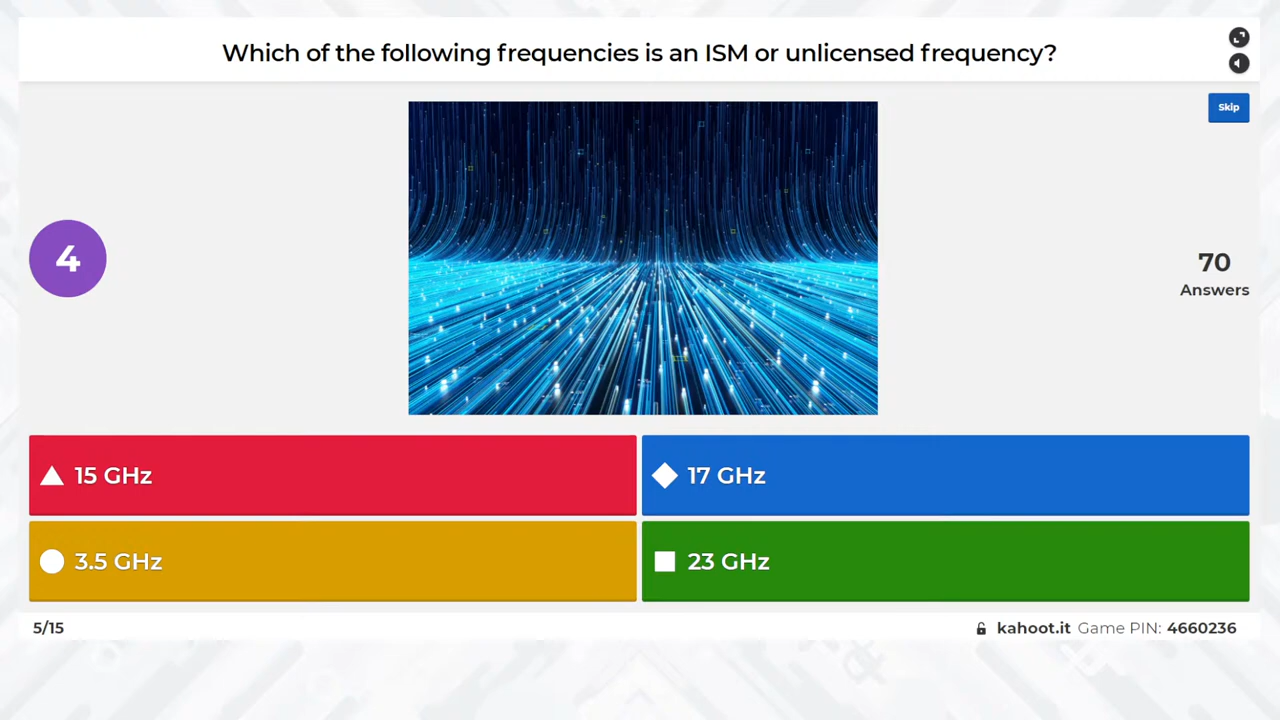 Which of the following frequencies is an ISM or unlicensed frequency?
Skip
4
70
Answers
15 GHz
17 GHz
3.5 GHz
23 GHz
5/15
kahoot.it Game PIN: 4660236